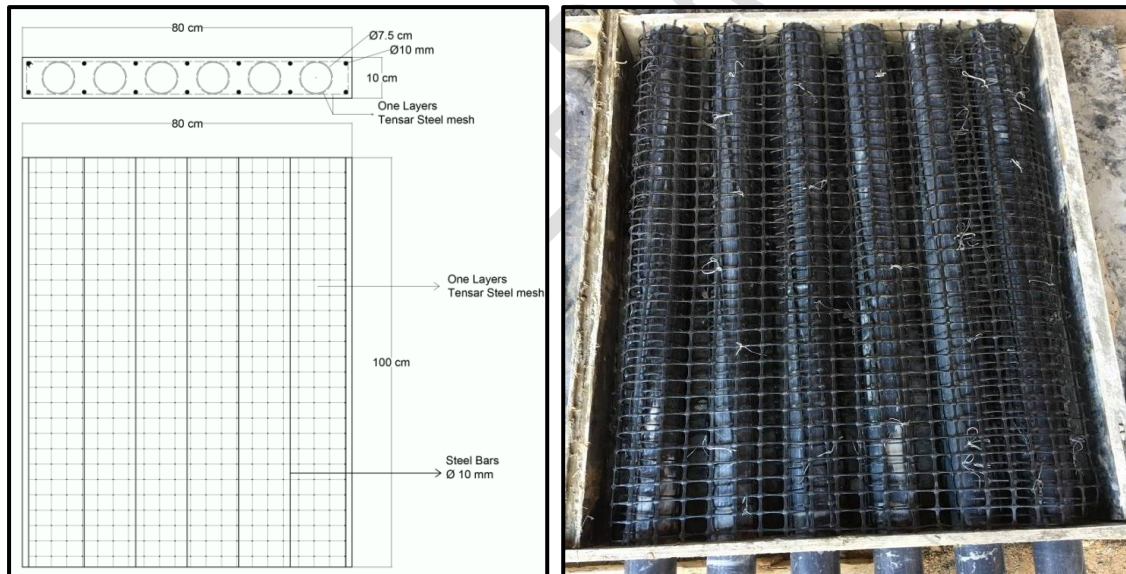 80 cm
Ø7.5 cm
Ø10 mm
10 cm
One Layers
Tensar Steel mesh
80 cm
One Layers
Tensar Steel mesh
100 cm
Steel Bars
Ø 10 mm